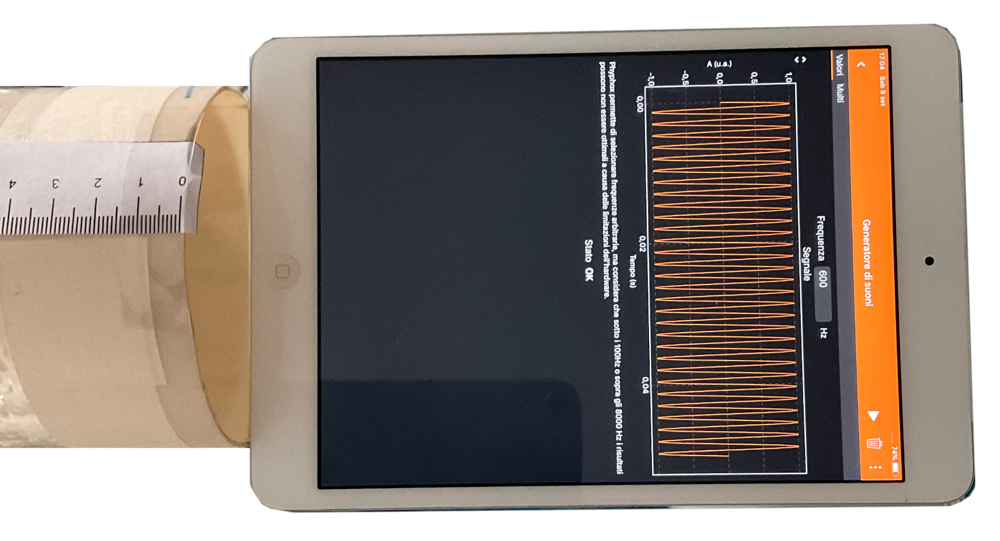 17:04 Sab 9 set
74%
Generatore di suoni
Valori Multi
Frequenza 600 Hz
Segnale
A (u.a.)
1,0
0,5
0,0
-0,5
-1,0
0,00 0,02 0,04
Tempo (s)
Phyphox permette di selezionare frequenze arbitrarie, ma considera che sotto i 100Hz o sopra gli 8000 Hz i risultati
possono non essere ottimali a causa delle limitazioni dell'hardware.
Stato OK
0 1 2 3 4